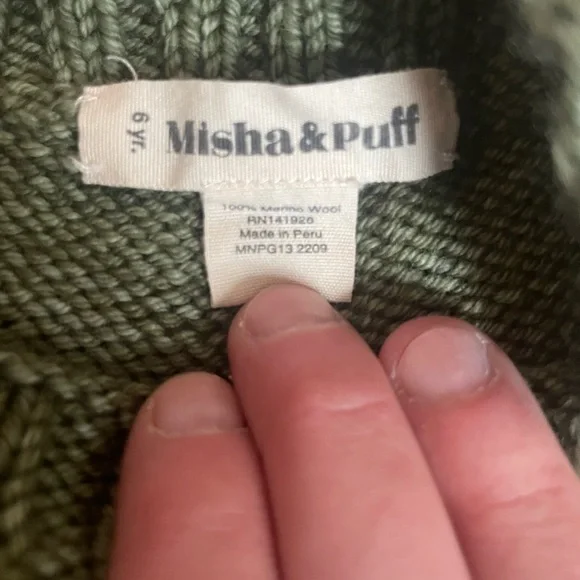 6 yr.
Misha & Puff
100% Merino Wool
RN141926
Made in Peru
MNPG13 2209